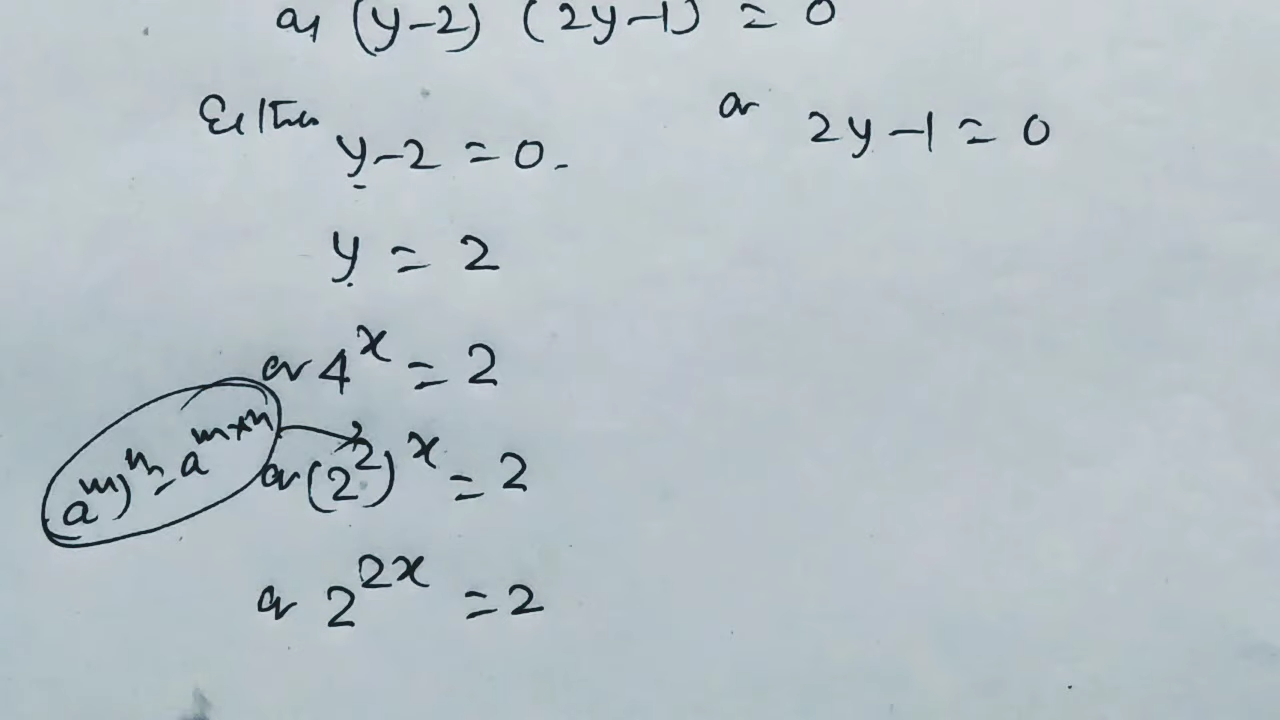 or (y-2) (2y-1) = 0
Either y-2 = 0. or 2y-1 = 0
y = 2
or 4^x = 2
a^m)^n = a^{m×n}
or (2^2)^x = 2
or 2^{2x} = 2